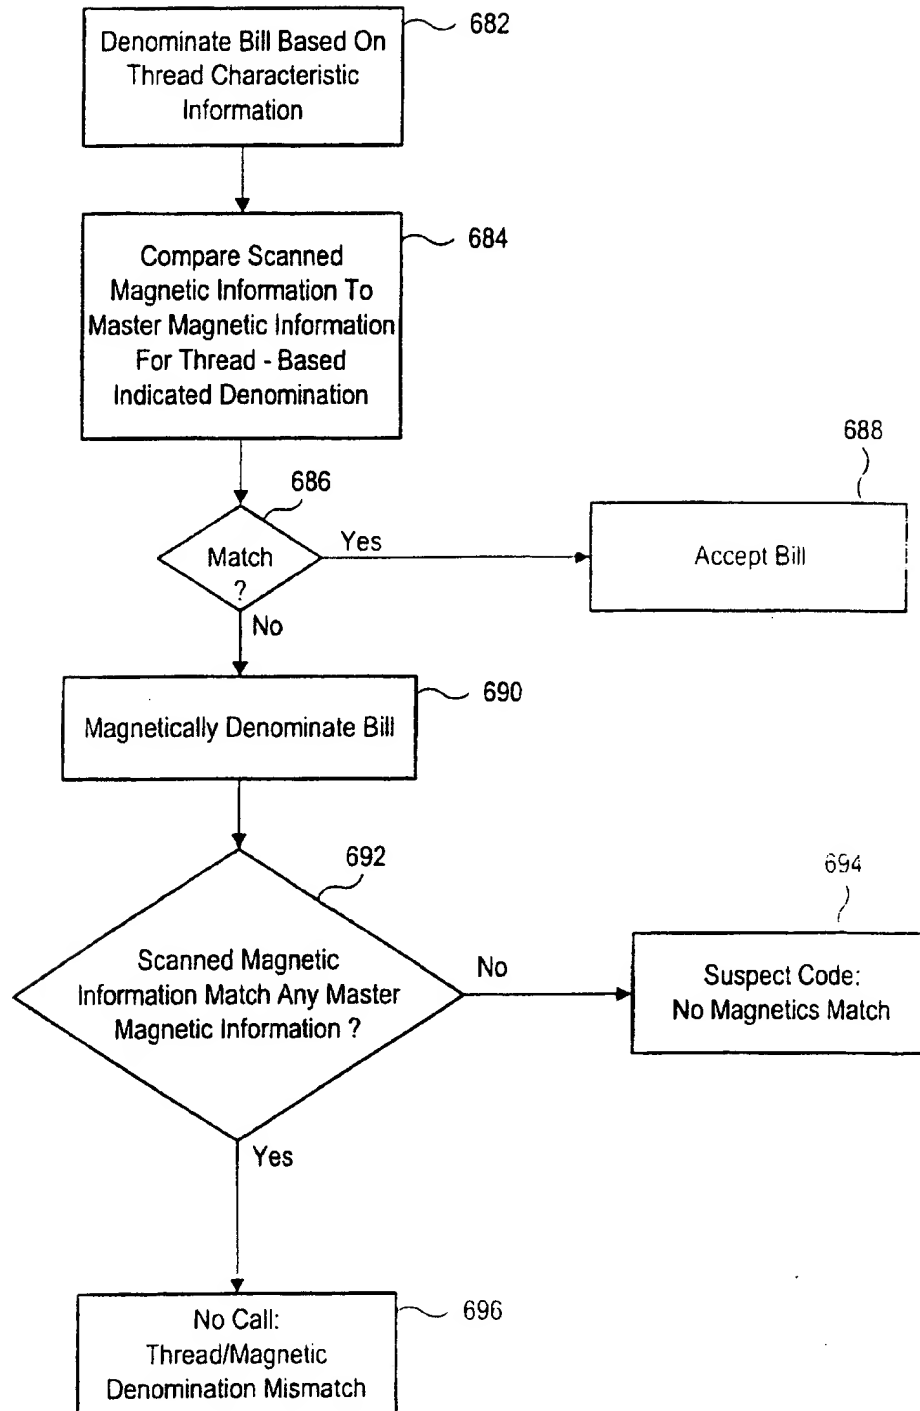 682
Denominate Bill Based On
Thread Characteristic
Information
684
Compare Scanned
Magnetic Information To
Master Magnetic Information
For Thread - Based
Indicated Denomination
686
Match
?
Yes
No
688
Accept Bill
690
Magnetically Denominate Bill
692
Scanned Magnetic
Information Match Any Master
Magnetic Information ?
No
Yes
694
Suspect Code:
No Magnetics Match
696
No Call:
Thread/Magnetic
Denomination Mismatch